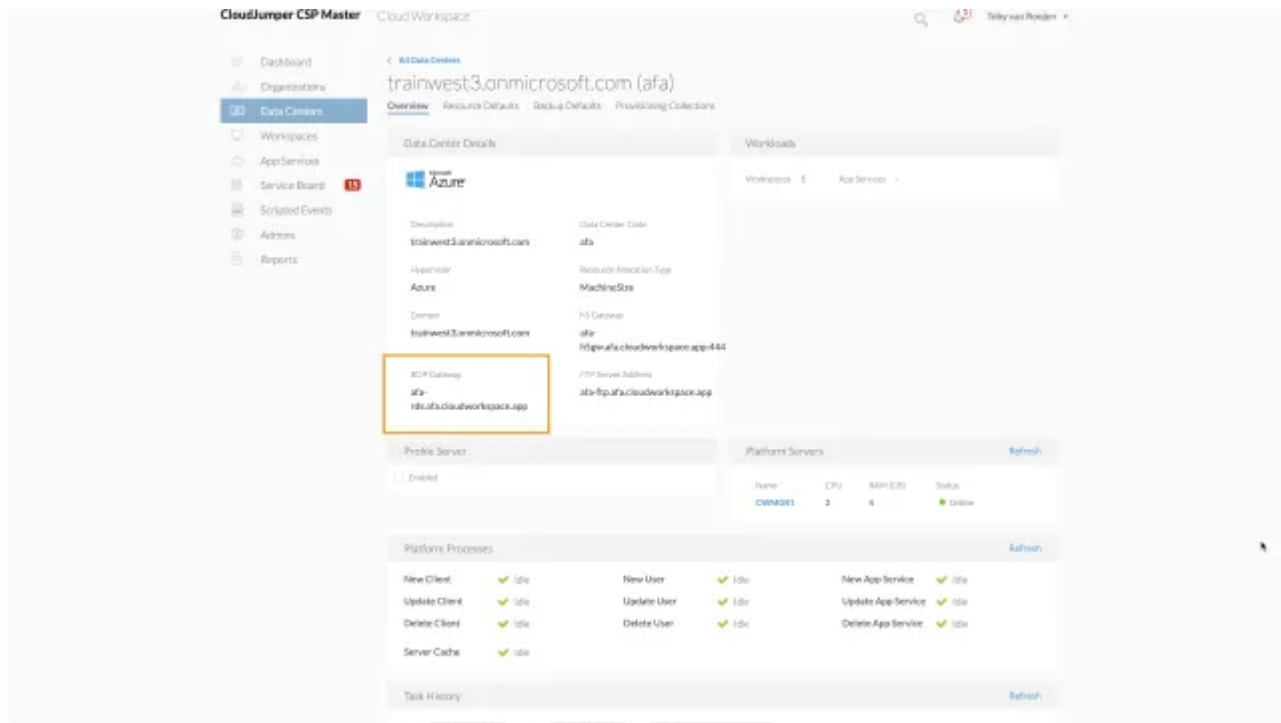 CloudJumper CSP Master Cloud Workspace
Toby van Roojen
Dashboard
Organizations
Data Centers
Workspaces
App Services
Service Board 15
Scripted Events
Admins
Reports
< All Data Centers
trainwest3.onmicrosoft.com (afa)
Overview Resource Defaults Backup Defaults Provisioning Collections
Data Center Details
Microsoft
Azure
Description Data Center Code
trainwest3.onmicrosoft.com afa
Hypervisor Resource Allocation Type
Azure MachineSize
Domain h5 Gateway
trainwest3.onmicrosoft.com afa-
h5gw.afa.cloudworkspace.app:444
RDP Gateway FTP Server Address
afa- afa-ftp.afa.cloudworkspace.app
rds.afa.cloudworkspace.app
Workloads
Workspaces App Services -
Profile Server
Enabled
Platform Servers Refresh
Name CPU RAM (GB) Status
CWMGR1 2 4 Online
Platform Processes Refresh
New Client Idle New User Idle New App Service Idle
Update Client Idle Update User Idle Update App Service Idle
Delete Client Idle Delete User Idle Delete App Service Idle
Server Cache Idle
Task History Refresh